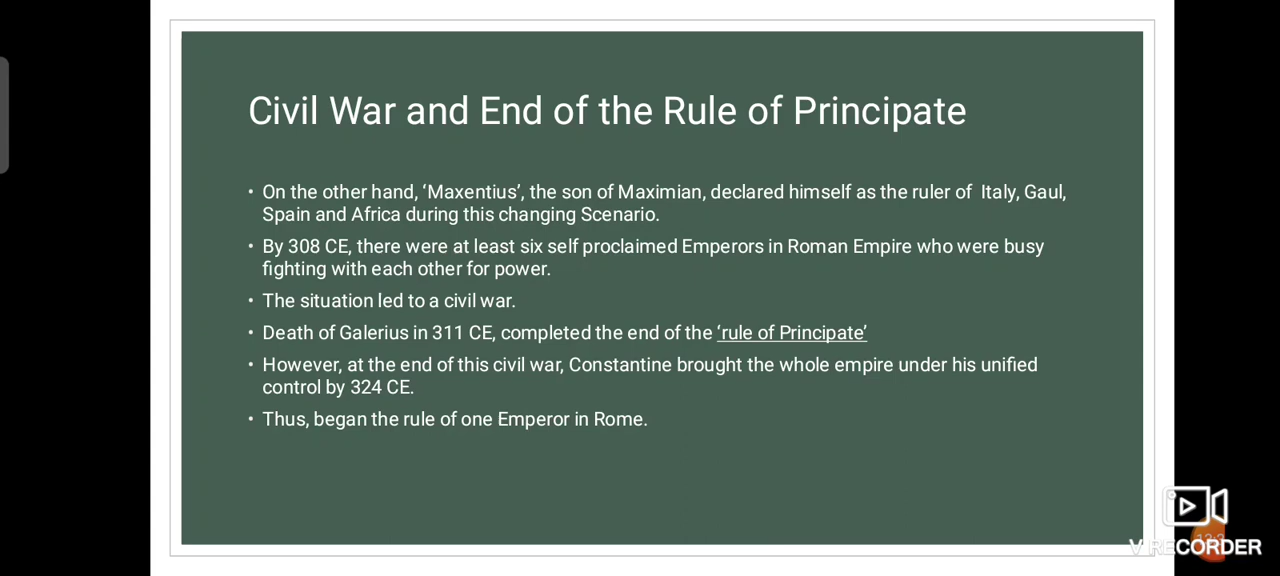 Civil War and End of the Rule of Principate
• On the other hand, ‘Maxentius’, the son of Maximian, declared himself as the ruler of Italy, Gaul,
Spain and Africa during this changing Scenario.
• By 308 CE, there were at least six self proclaimed Emperors in Roman Empire who were busy
fighting with each other for power.
• The situation led to a civil war.
• Death of Galerius in 311 CE, completed the end of the ‘rule of Principate’
• However, at the end of this civil war, Constantine brought the whole empire under his unified
control by 324 CE.
• Thus, began the rule of one Emperor in Rome.
V RECORDER